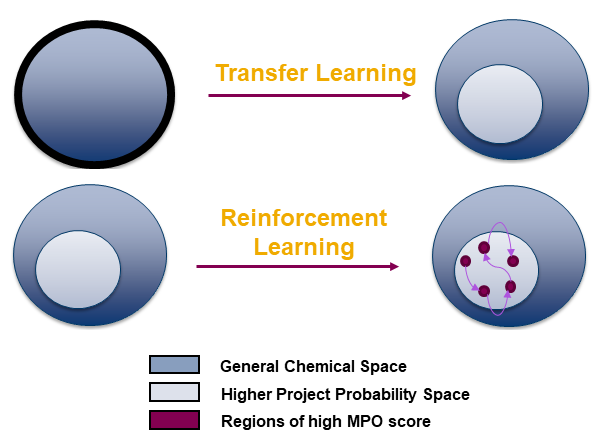 Transfer Learning
Reinforcement
Learning
General Chemical Space
Higher Project Probability Space
Regions of high MPO score